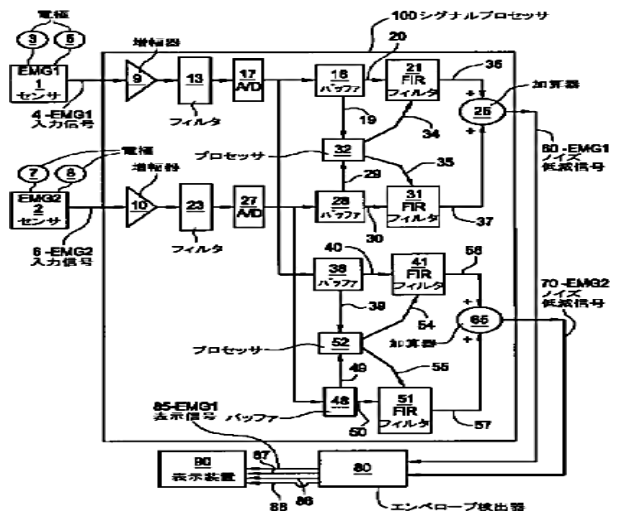 100シグナルプロセッサ
電極
3
5
増幅器
EMG1
1
センサ
4-EMG1
入力信号
9
13
フィルタ
17
A/D
20
バッファ
19
21
FIR
フィルタ
36
加算器
+
+
34
プロセッサ
32
35
60-EMG1
ノイズ
低減信号
7
8
電極
増幅器
29
EMG2
2
センサ
6-EMG2
入力信号
10
23
フィルタ
27
A/D
28
バッファ
30
31
FIR
フィルタ
37
40
38
バッファ
39
41
FIR
フィルタ
70-EMG2
ノイズ
低減信号
54
+
65
加算器
+
プロセッサ
52
49
55
85-EMG1
表示信号
バッファ
48
50
51
FIR
フィルタ
57
87
90
表示装置
88
86
80
エンベロープ検出器